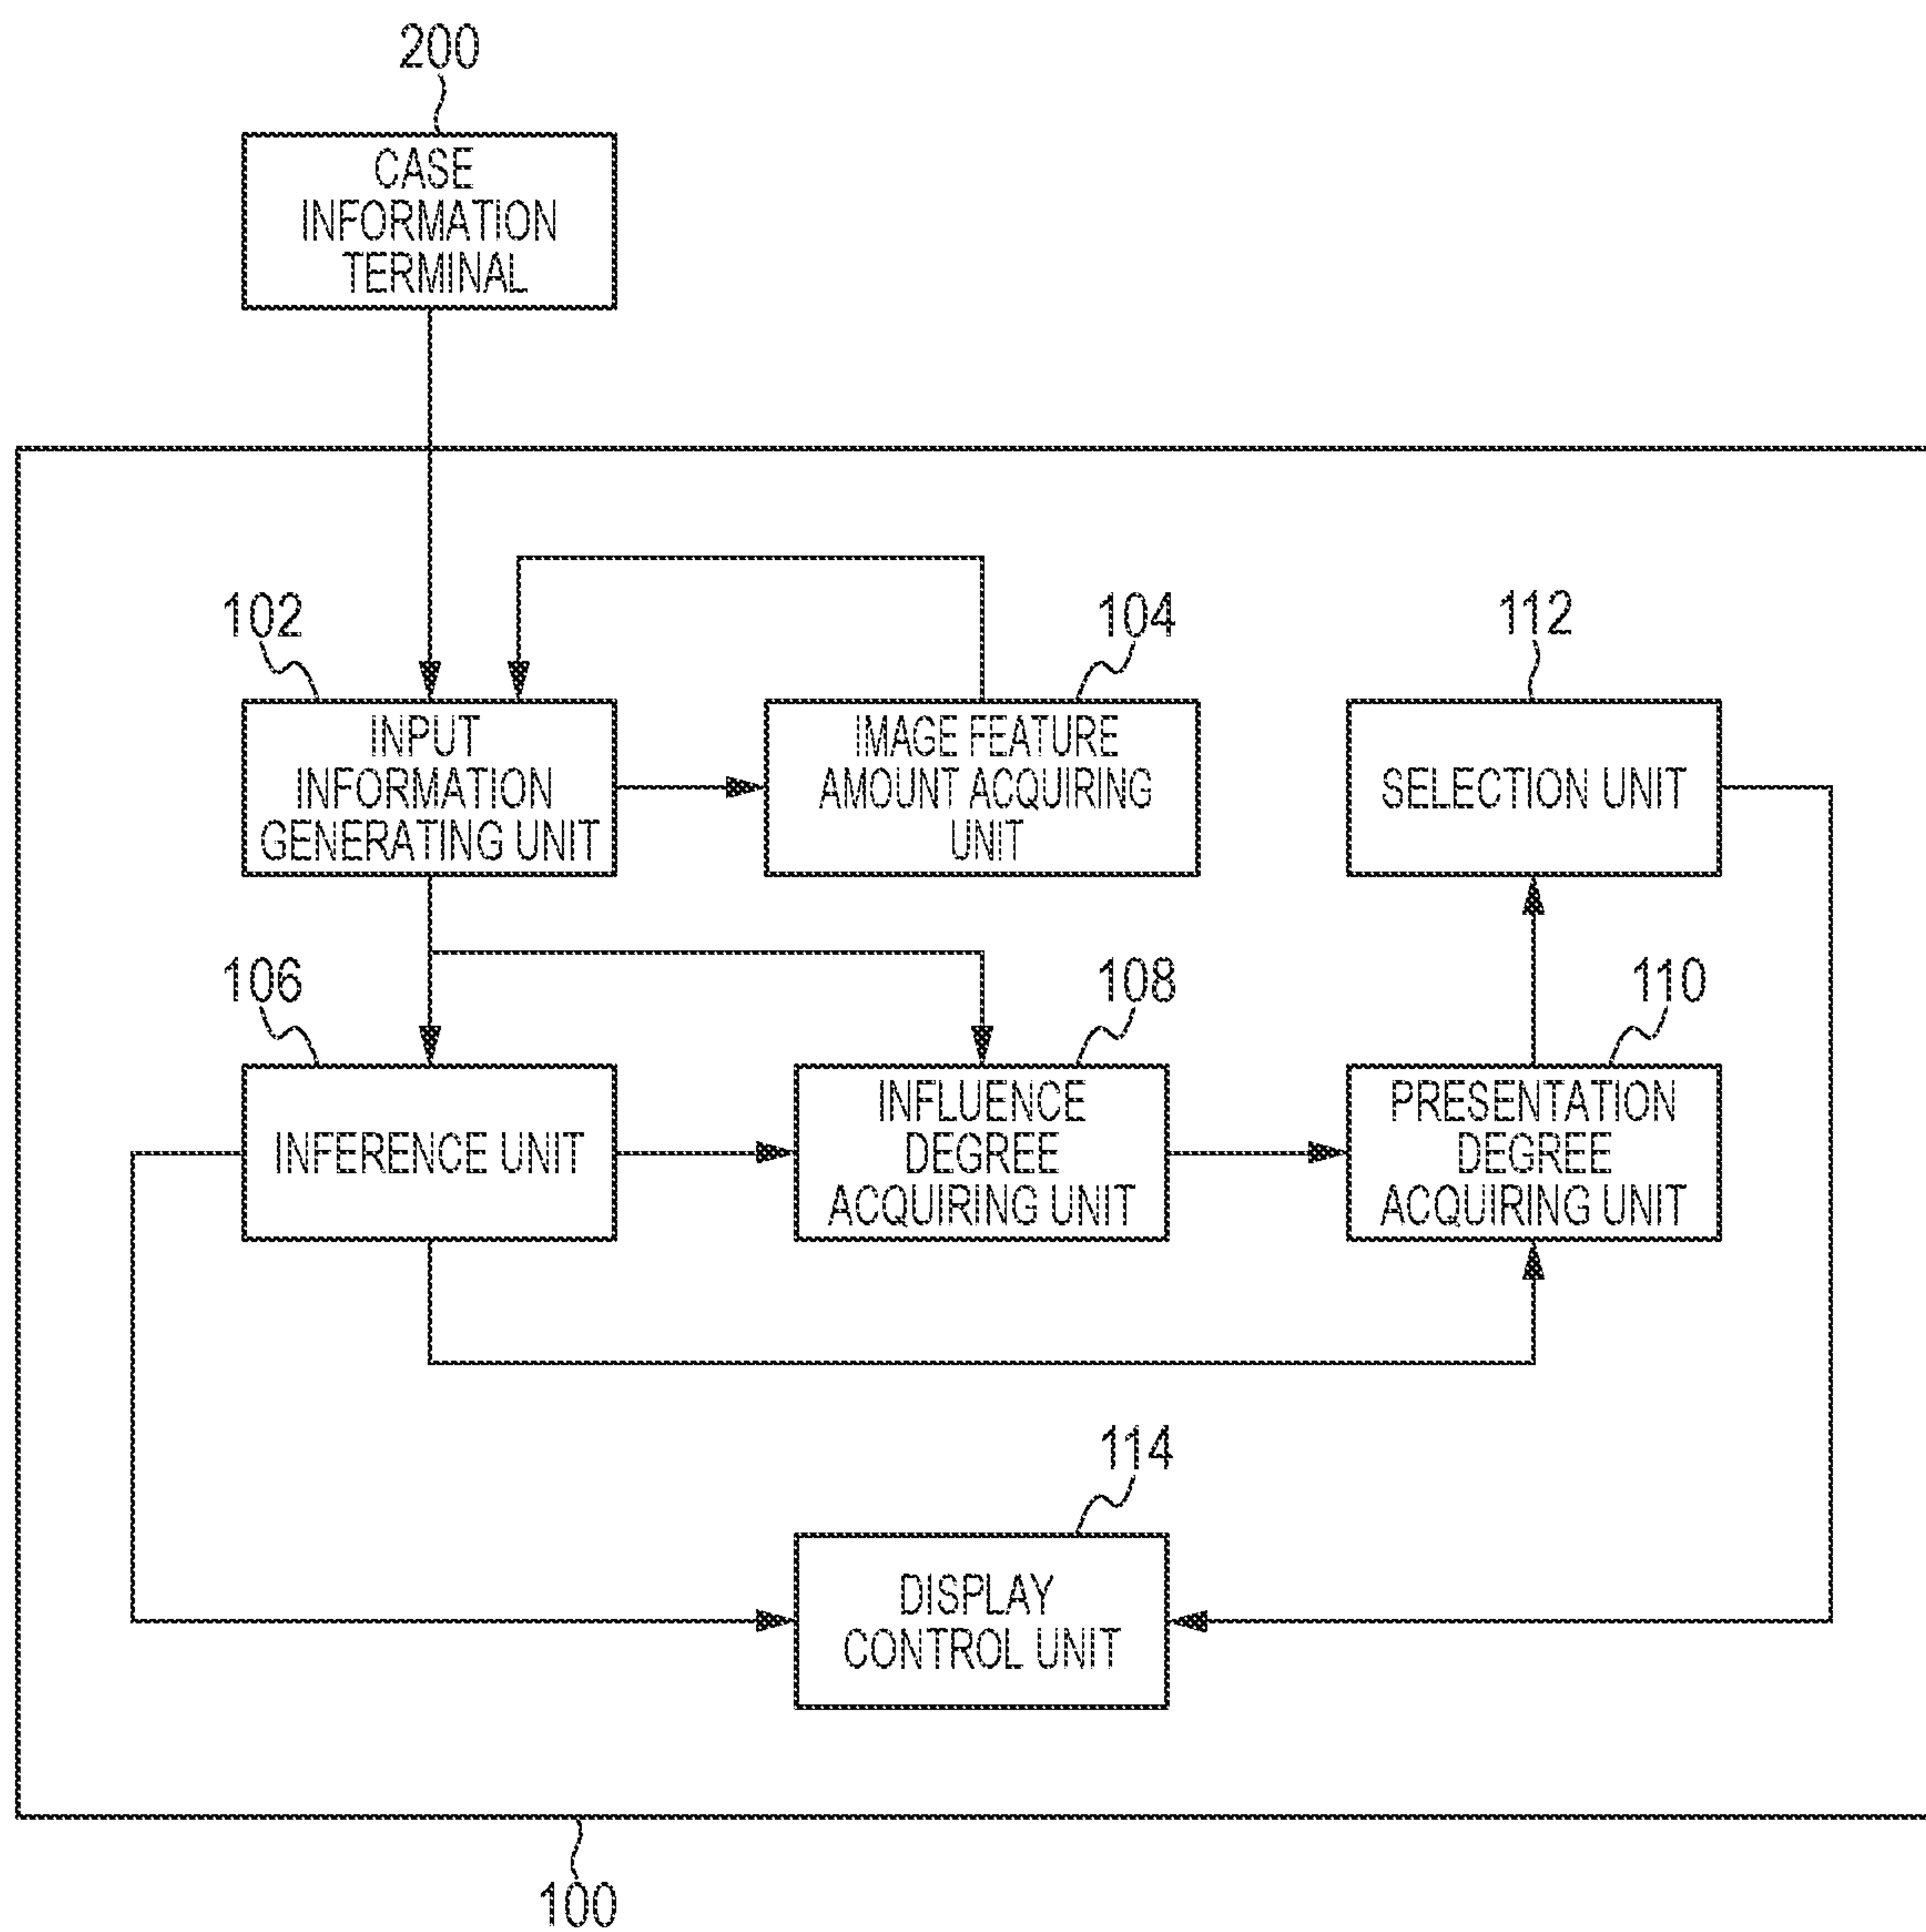 200
CASE
INFORMATION
TERMINAL
102
104
112
INPUT
INFORMATION
GENERATING UNIT
IMAGE FEATURE
AMOUNT ACQUIRING
UNIT
SELECTION UNIT
106
108
110
INFERENCE UNIT
INFLUENCE
DEGREE
ACQUIRING UNIT
PRESENTATION
DEGREE
ACQUIRING UNIT
114
DISPLAY
CONTROL UNIT
100